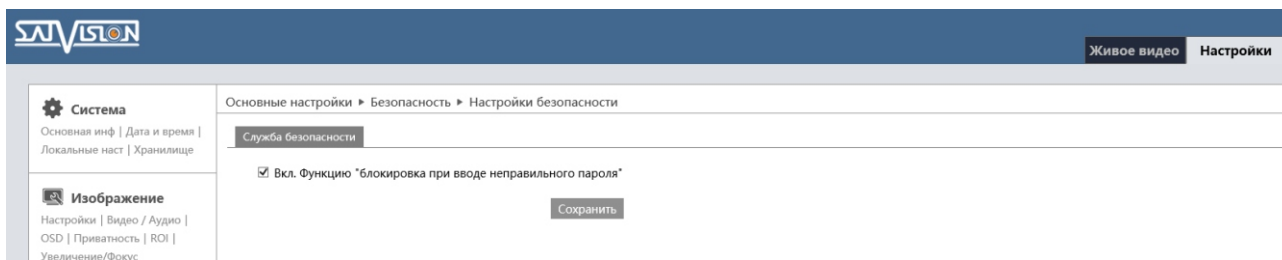 SATVISION
Живое видео Настройки
Система
Основная инф | Дата и время |
Локальные наст | Хранилище
Изображение
Настройки | Видео / Аудио |
OSD | Приватность | ROI |
Увеличение/Фокус
Основные настройки ▶ Безопасность ▶ Настройки безопасности
Служба безопасности
Вкл. Функцию "блокировка при вводе неправильного пароля"
Сохранить